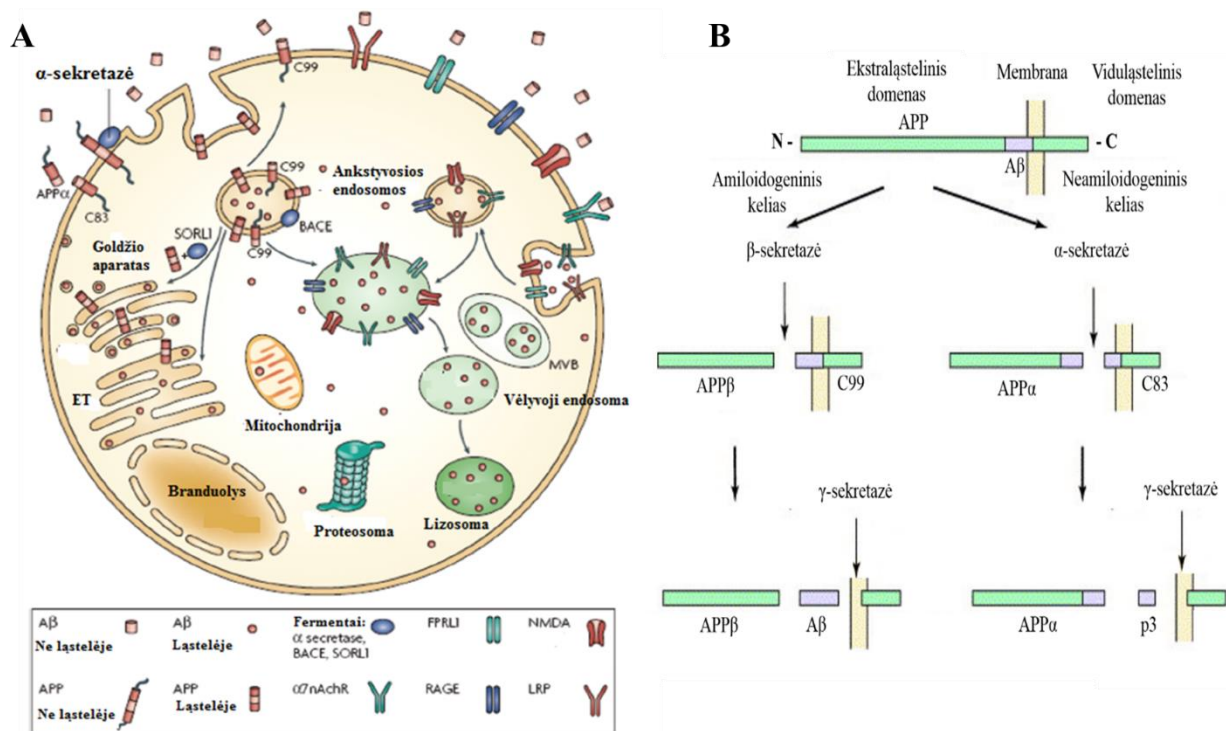 A
α-sekretazė
C99
APPα
C83
SORL1
C99
C99
BACE
Ankstyvosios
endosomos
Goldžio
aparatas
ET
Mitochondrija
MVB
Vėlyvoji endosoma
Branduolys
Proteosoma
Lizosoma
Aβ
Ne ląstelėje
Aβ
Ląstelėje
Fermentai:
α secretase,
BACE, SORL1
FPRL1
NMDA
APP
Ne ląstelėje
APP
Ląstelėje
α7nAchR
RAGE
LRP
B
Ekstraląstelinis
domenas
Membrana
Viduląstelinis
domenas
APP
N -
- C
Aβ
Amiloidogeninis
kelias
Neamiloidogeninis
kelias
β-sekretazė
α-sekretazė
APPβ
C99
APPα
C83
γ-sekretazė
γ-sekretazė
APPβ
Aβ
APPα
p3